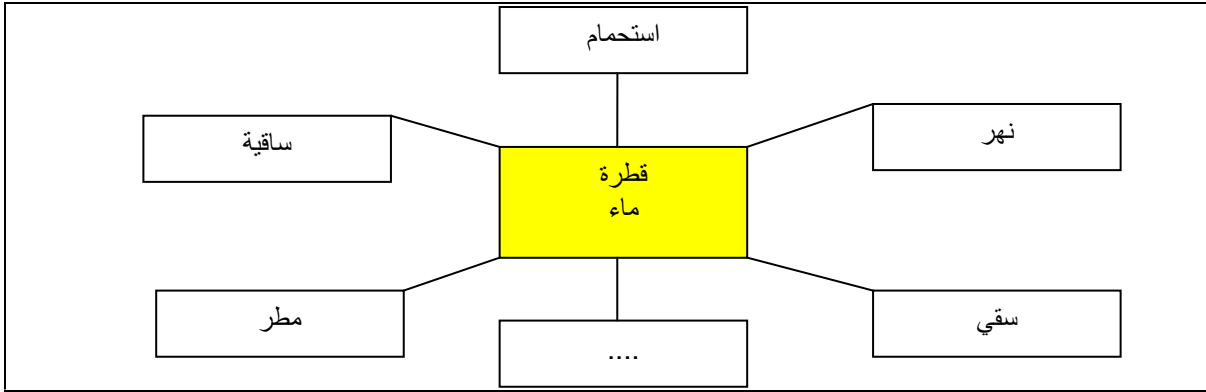 استحمام
نهر
ساقية
قطرة
ماء
مطر
سقي
....